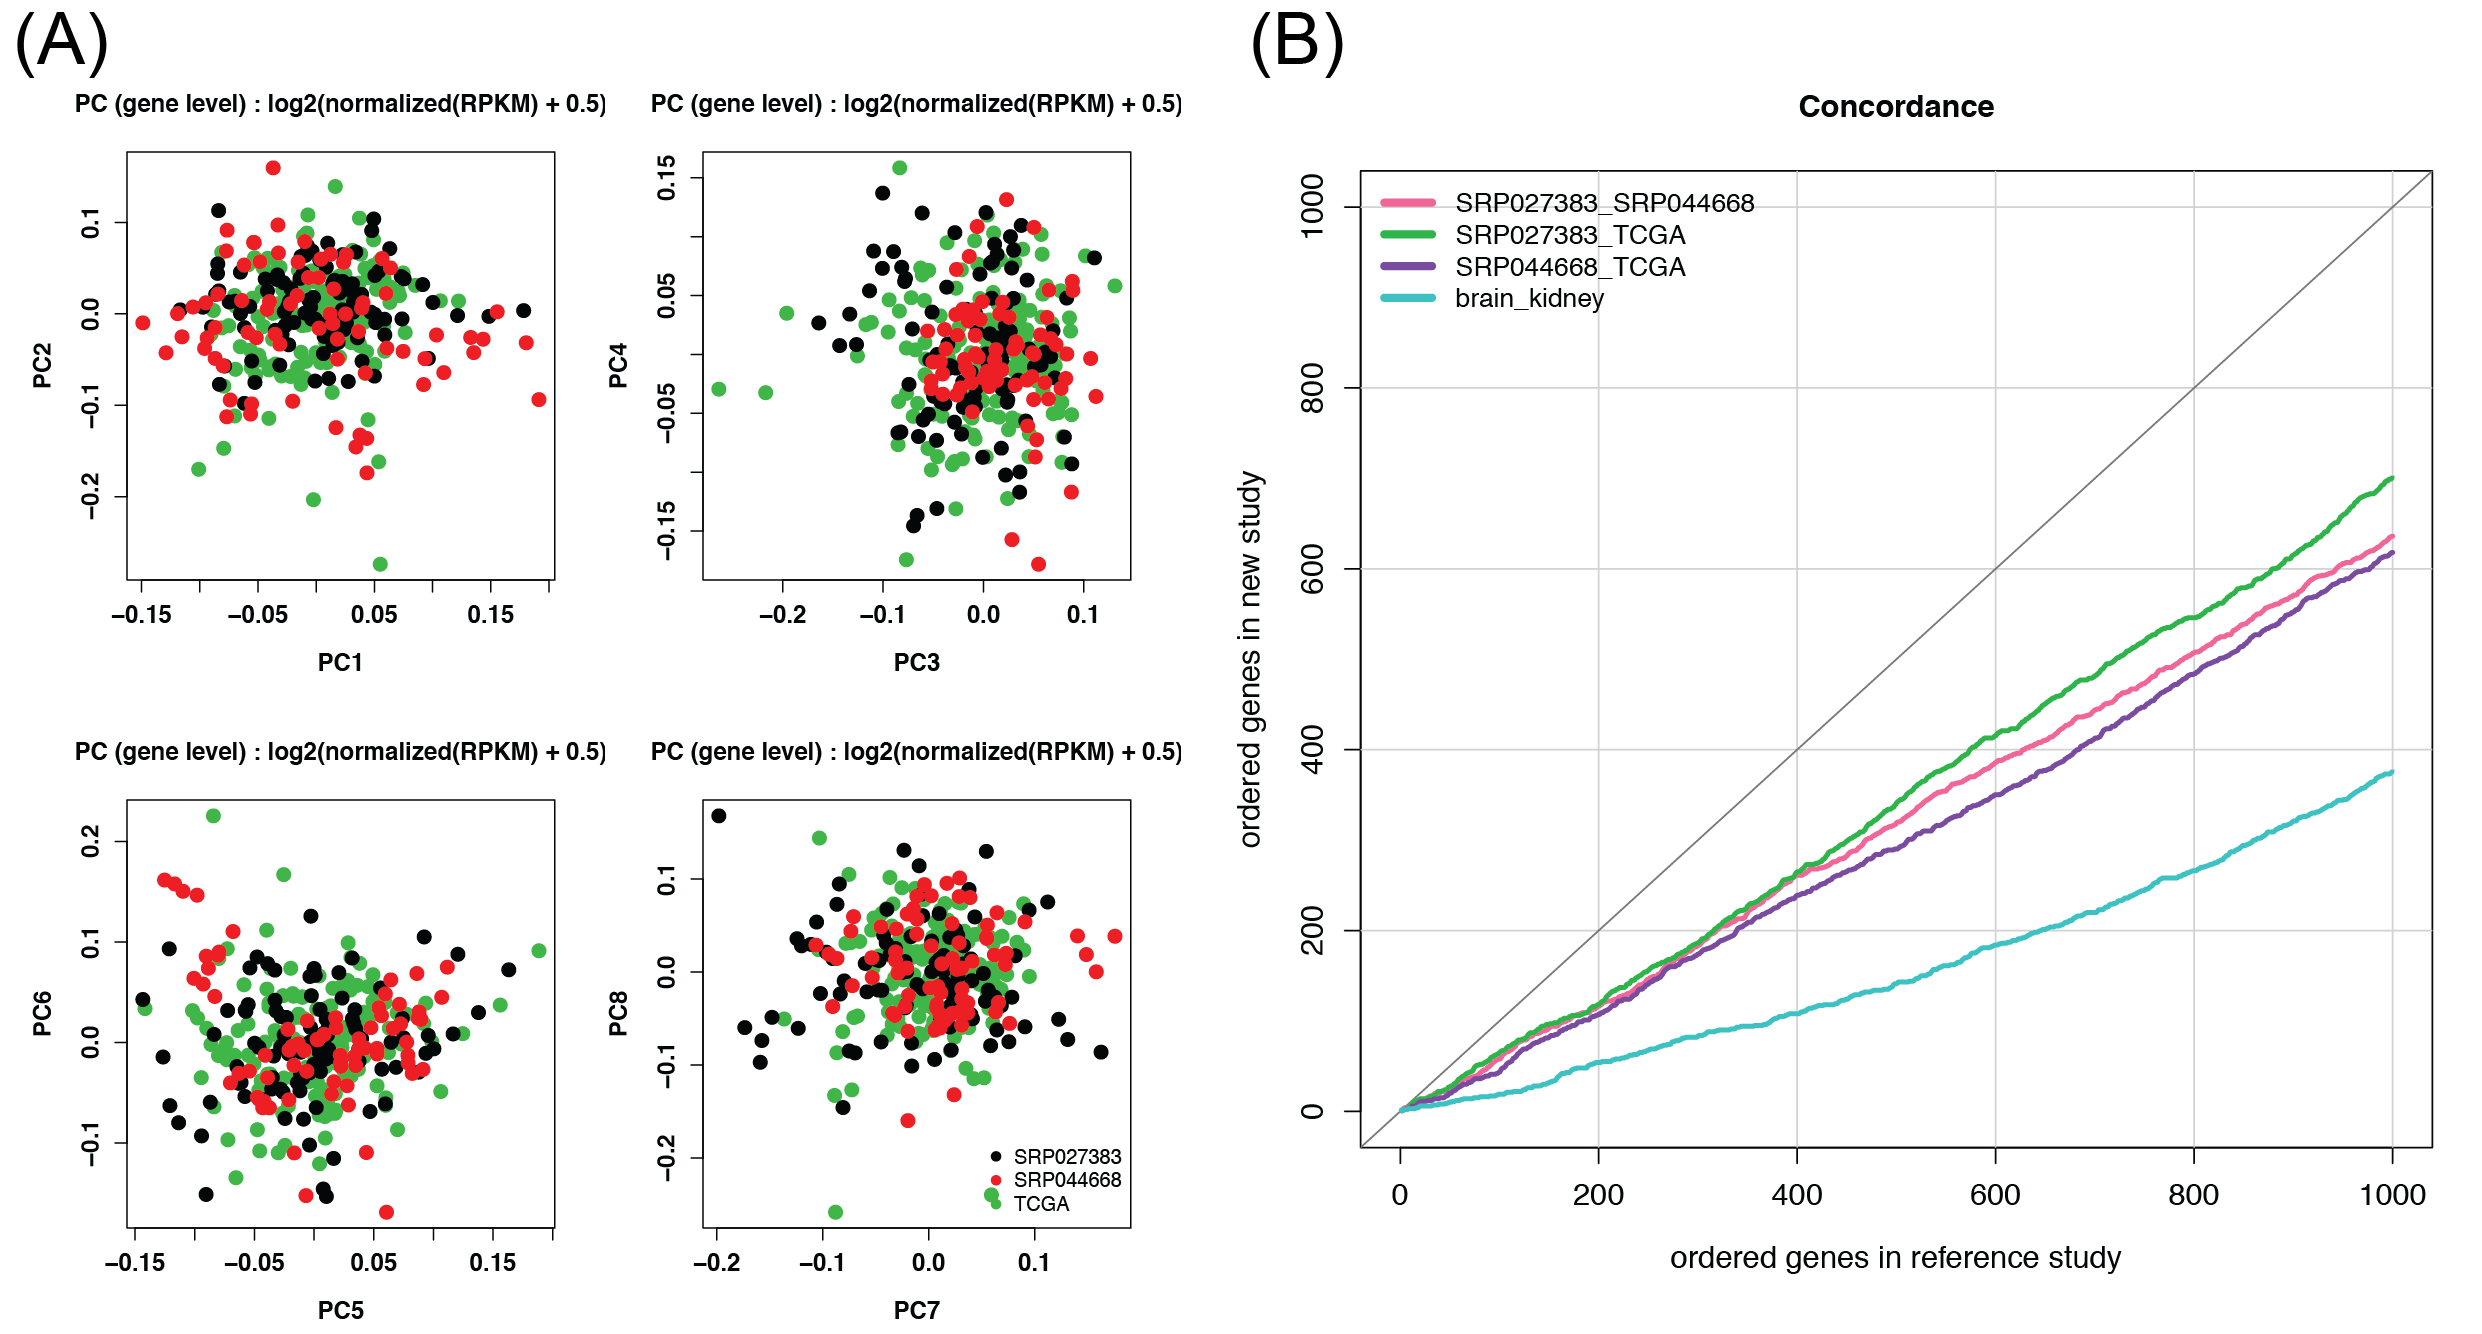 (A)
PC (gene level) : log2(normalized(RPKM) + 0.5)
PC2
0.1
0.0
−0.1
−0.2
−0.15
−0.05
0.05
0.15
PC1
PC (gene level) : log2(normalized(RPKM) + 0.5)
PC4
0.15
0.05
−0.05
−0.15
−0.2
−0.1
0.0
0.1
PC3
PC (gene level) : log2(normalized(RPKM) + 0.5)
PC6
0.2
0.1
0.0
−0.1
−0.15
−0.05
0.05
0.15
PC5
PC (gene level) : log2(normalized(RPKM) + 0.5)
PC8
0.1
0.0
−0.1
−0.2
SRP027383
SRP044668
TCGA
−0.2
−0.1
0.0
0.1
PC7
(B)
Concordance
SRP027383_SRP044668
SRP027383_TCGA
SRP044668_TCGA
brain_kidney
ordered genes in new study
1000
800
600
400
200
0
0
200
400
600
800
1000
ordered genes in reference study